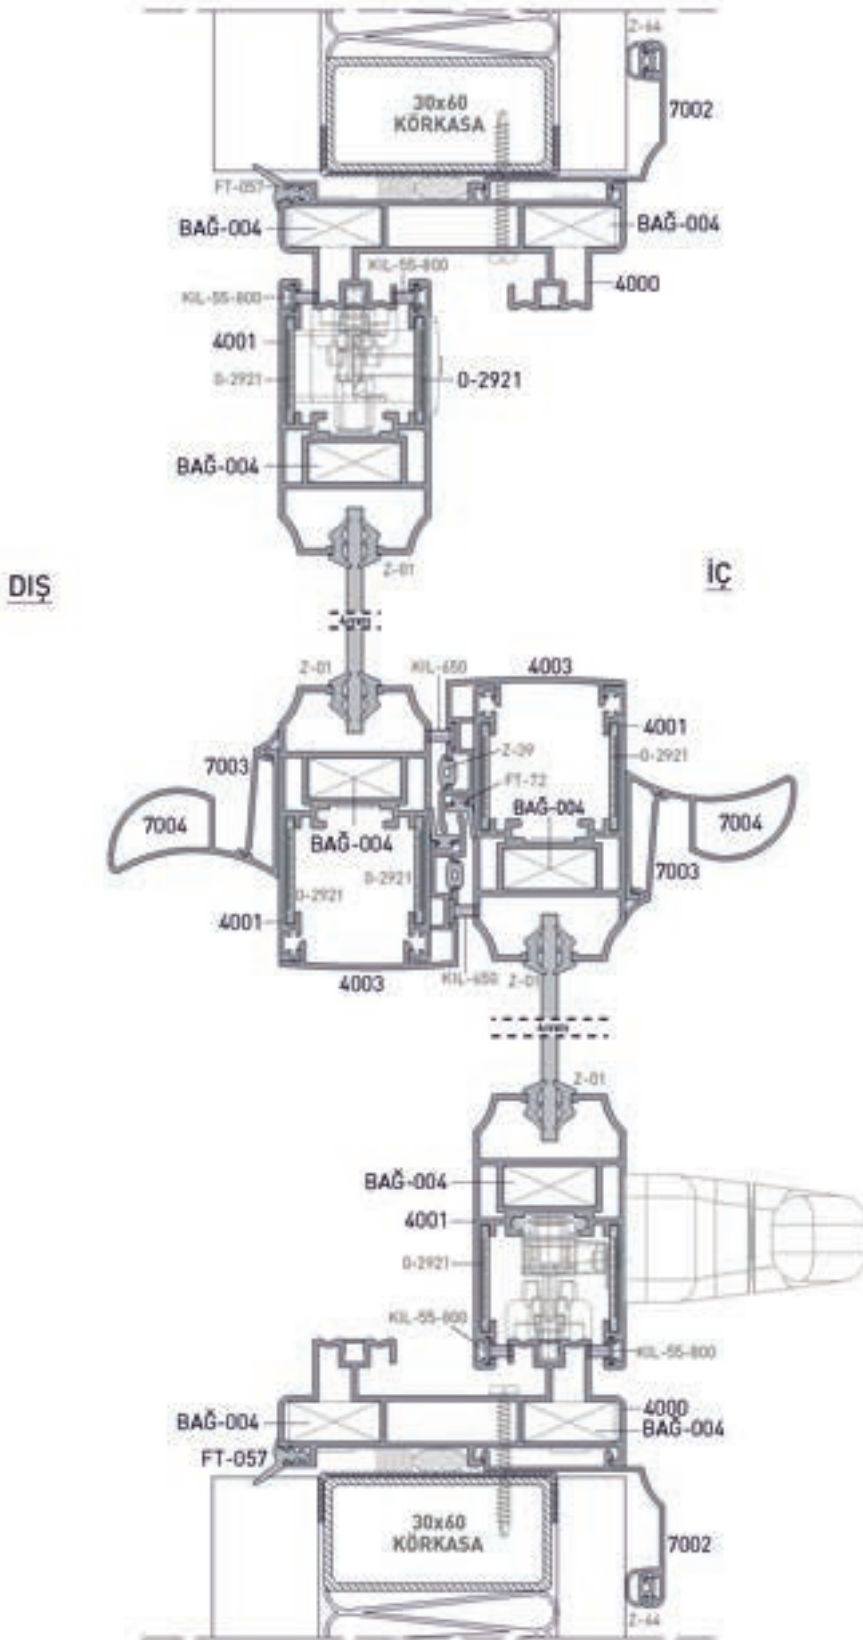 Z-64
30x60
KÖRKASA
7002
FT-057
BAĞ-004
BAĞ-004
KIL-55-800
4000
KIL-55-800
4001
0-2921
0-2921
BAĞ-004
Z-01
DIŞ
İÇ
Z-01
KIL-650
4003
4001
7003
Z-39
0-2921
FT-72
7004
BAĞ-004
BAĞ-004
7004
0-2921
7003
0-2921
4001
4003
KIL-650
Z-01
Z-01
BAĞ-004
4001
0-2921
KIL-55-800
KIL-55-800
4000
BAĞ-004
BAĞ-004
FT-057
30x60
KÖRKASA
7002
Z-64